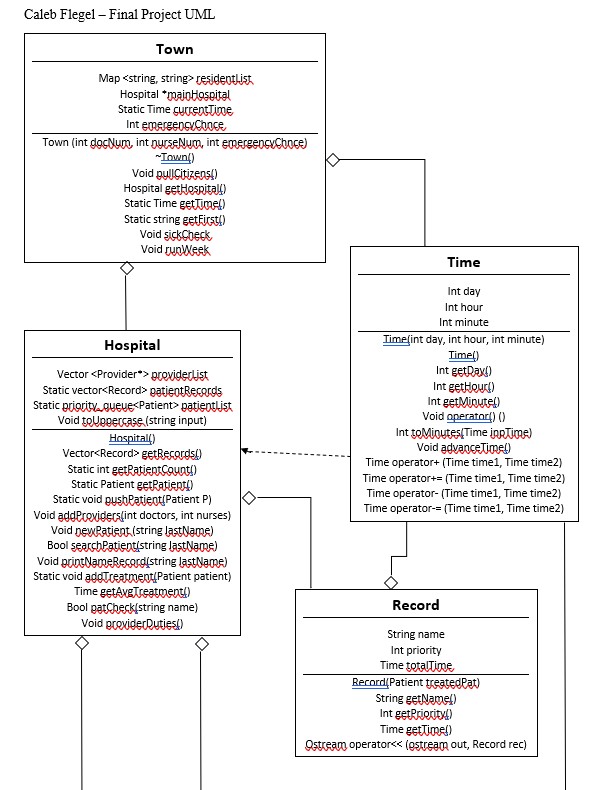 Caleb Flegel – Final Project UML
Town
Map <string, string> residentList
Hospital *mainHospital
Static Time currentTime
Int emergencyChnce
Town (int docNum, int nurseNum, int emergencyChnce)
~Town()
Void pullCitizens()
Hospital getHospital()
Static Time getTime()
Static string getFirst()
Void sickCheck
Void runWeek
Time
Int day
Int hour
Int minute
Time(int day, int hour, int minute)
Time()
Int getDay()
Int getHour()
Int getMinute()
Void operator() ()
Int toMinutes(Time inpTime)
Void advanceTime()
Time operator+ (Time time1, Time time2)
Time operator+= (Time time1, Time time2)
Time operator- (Time time1, Time time2)
Time operator-= (Time time1, Time time2)
Hospital
Vector <Provider*> providerList
Static vector<Record> patientRecords
Static priority_queue<Patient> patientList
Void toUppercase (string input)
Hospital()
Vector<Record> getRecords()
Static int getPatientCount()
Static Patient getPatient()
Static void pushPatient(Patient P)
Void addProviders(int doctors, int nurses)
Void newPatient (string lastName)
Bool searchPatient(string lastName)
Void printNameRecord(string lastName)
Static void addTreatment(Patient patient)
Time getAvgTreatment()
Bool patCheck(string name)
Void providerDuties()
Record
String name
Int priority
Time totalTime
Record(Patient treatedPat)
String getName()
Int getPriority()
Time getTime()
Ostream operator<< (ostream out, Record rec)